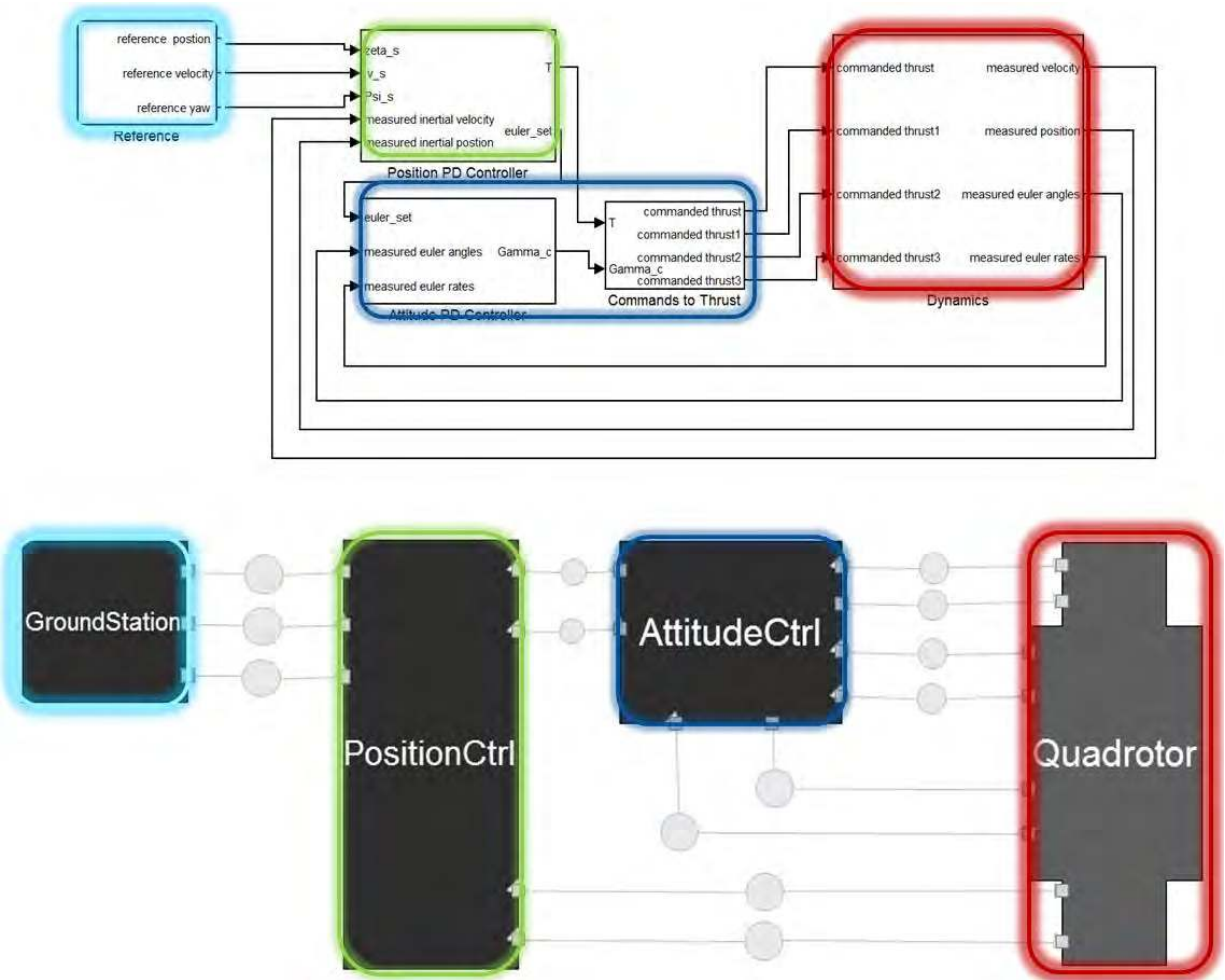 reference postion
reference velocity
reference yaw
Reference
zeta_s
v_s
Psi_s
measured inertial velocity
measured inertial postion
T
euler_set
Position PD Controller
euler_set
measured euler angles
measured euler rates
Gamma_c
Attitude PD Controller
T
Gamma_c
commanded thrust
commanded thrust1
commanded thrust2
commanded thrust3
Commands to Thrust
commanded thrust
commanded thrust1
commanded thrust2
commanded thrust3
measured velocity
measured position
measured euler angles
measured euler rates
Dynamics
GroundStation
PositionCtrl
AttitudeCtrl
Quadrotor